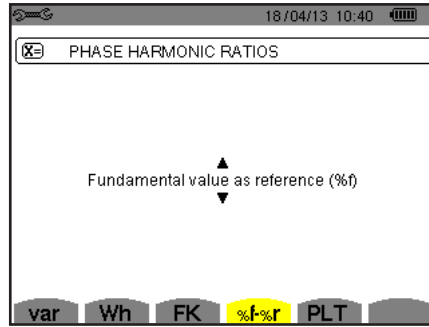 18/04/13 10:40
X= PHASE HARMONIC RATIOS
Fundamental value as reference (%f)
var Wh FK %f-%r PLT